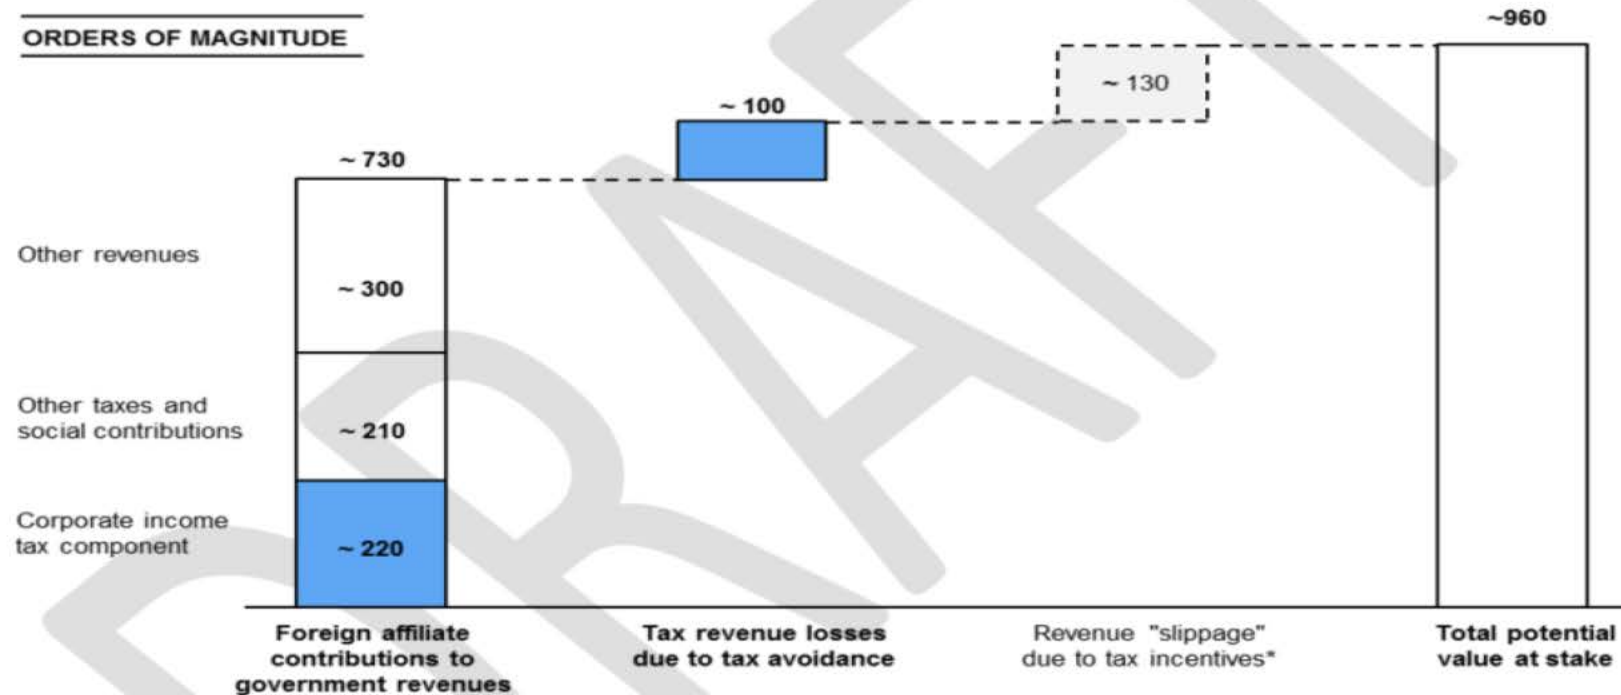 ORDERS OF MAGNITUDE
~960
~ 130
~ 100
~ 730
Other revenues
~ 300
Other taxes and
social contributions
~ 210
Corporate income
tax component
~ 220
Foreign affiliate
contributions to
government revenues
Tax revenue losses
due to tax avoidance
Revenue "slippage"
due to tax incentives*
Total potential
value at stake
DRAFT